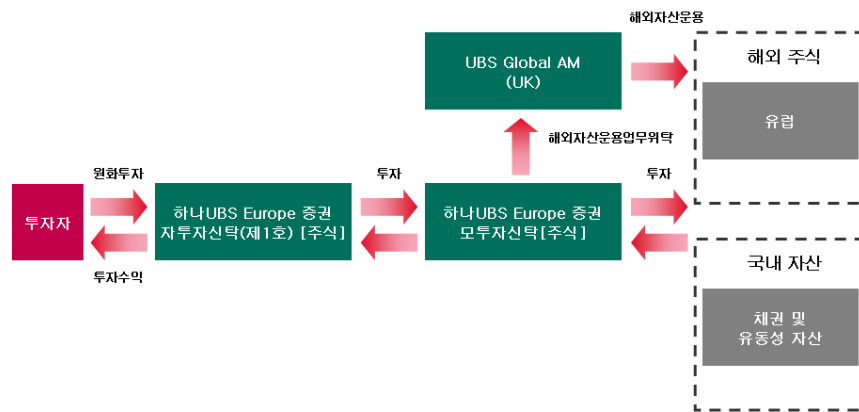 해외자산운용
UBS Global AM
(UK)
해외 주식
유럽
해외자산운용업무위탁
원화투자
투자
투자
투자자
하나UBS Europe 증권
자투자신탁(제1호) [주식]
하나UBS Europe 증권
모투자신탁[주식]
투자수익
국내 자산
채권 및
유동성 자산